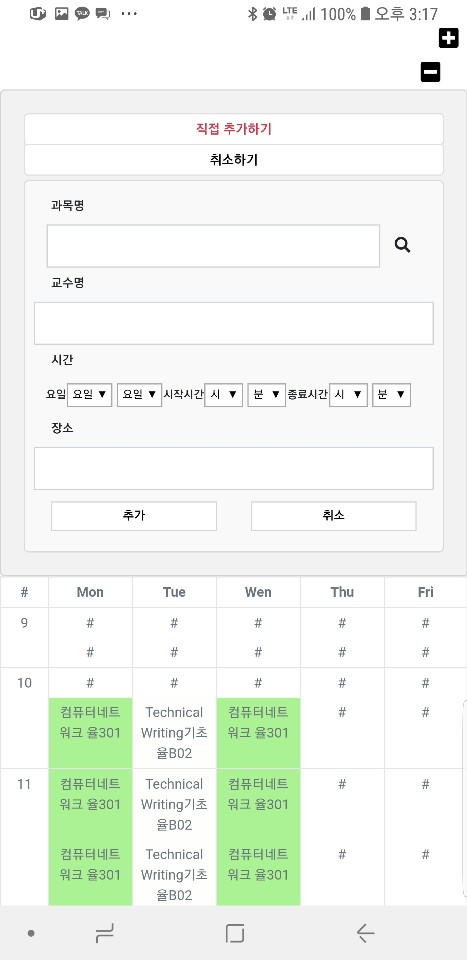 LTE 100% 오후 3:17
직접 추가하기
취소하기
과목명
교수명
시간
요일 요일 ▼ 요일 ▼ 시작시간 시 ▼ 분 ▼ 종료시간 시 ▼ 분 ▼
장소
추가 취소
# Mon Tue Wen Thu Fri
9 # # # # #
# # # # #
10 # # # # #
컴퓨터네트 Technical 컴퓨터네트 # #
워크 율301 Writing기초 워크 율301
율B02
11 컴퓨터네트 Technical 컴퓨터네트 # #
워크 율301 Writing기초 워크 율301
율B02
컴퓨터네트 Technical 컴퓨터네트 # #
워크 율301 Writing기초 워크 율301
율B02